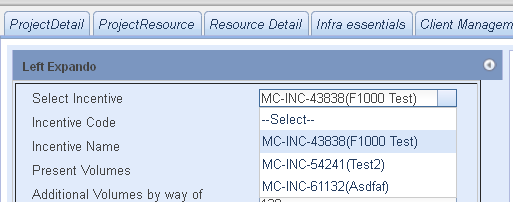 ProjectDetail ProjectResource Resource Detail Infra essentials Client Managem
Left Expando
Select Incentive MC-INC-43838(F1000 Test)
Incentive Code --Select--
Incentive Name MC-INC-43838(F1000 Test)
Present Volumes MC-INC-54241(Test2)
Additional Volumes by way of MC-INC-61132(Asdfaf)